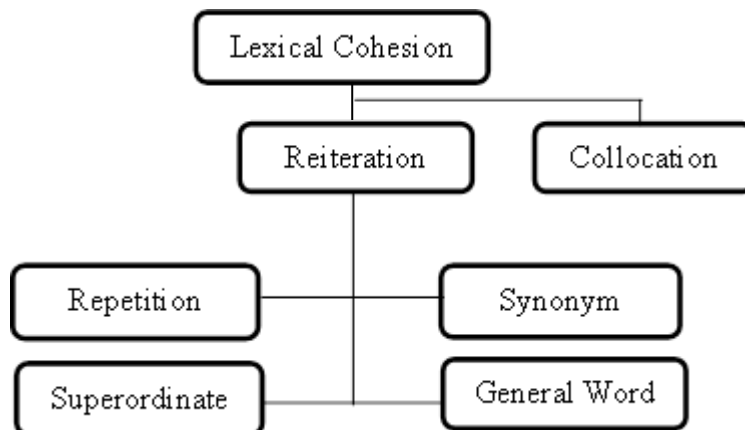 Lexical Cohesion
Reiteration
Collocation
Repetition
Synonym
Superordinate
General Word